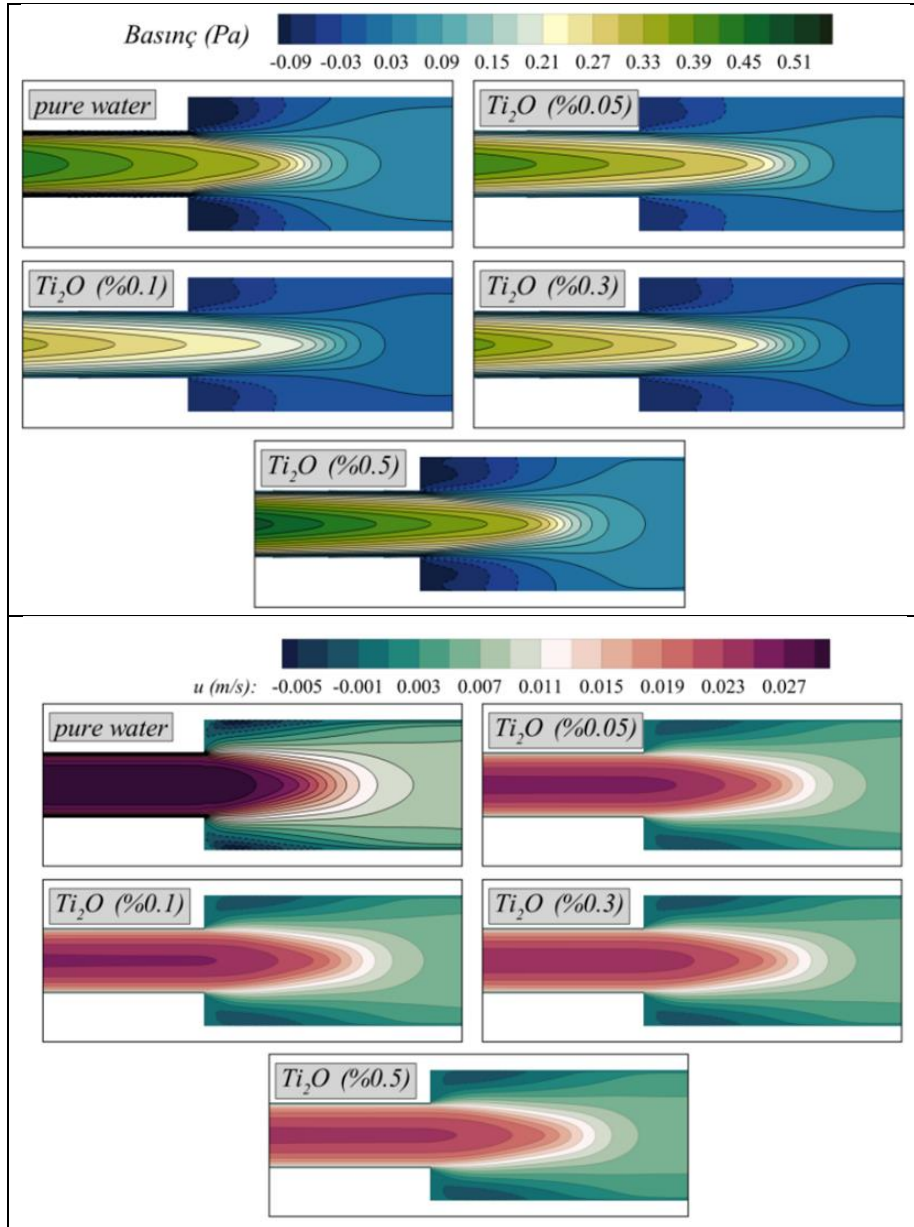 Basınç (Pa)
-0.09 -0.03 0.03 0.09 0.15 0.21 0.27 0.33 0.39 0.45 0.51
pure water
Ti₂O (%0.05)
Ti₂O (%0.1)
Ti₂O (%0.3)
Ti₂O (%0.5)
u (m/s): -0.005 -0.001 0.003 0.007 0.011 0.015 0.019 0.023 0.027
pure water
Ti₂O (%0.05)
Ti₂O (%0.1)
Ti₂O (%0.3)
Ti₂O (%0.5)